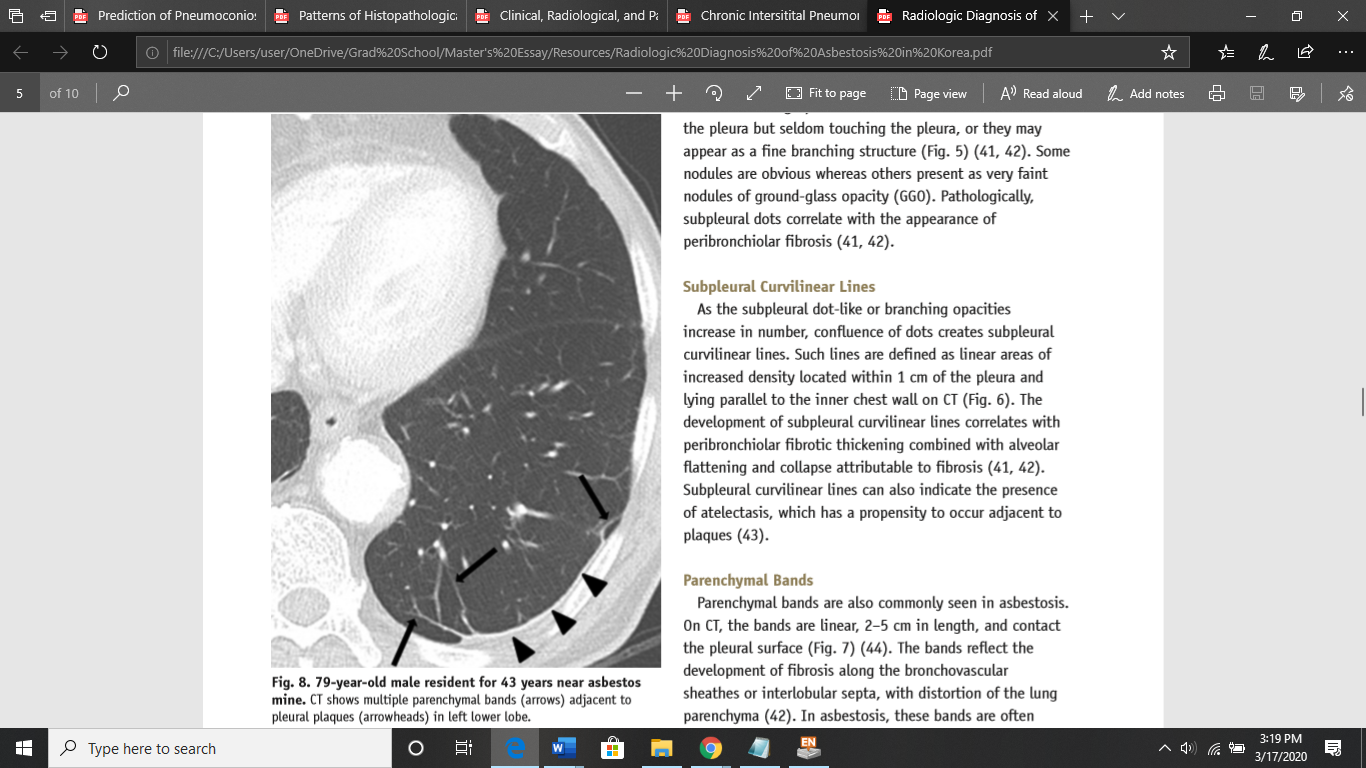 Prediction of Pneumoconios
Patterns of Histopathologica
Clinical, Radiological, and Pa
Chronic Intersitital Pneumon
Radiologic Diagnosis of
file:///C:/Users/user/OneDrive/Grad%20School/Master's%20Essay/Resources/Radiologic%20Diagnosis%20of%20Asbestosis%20in%20Korea.pdf
5 of 10
Fit to page
Page view
Read aloud
Add notes
Fig. 8. 79-year-old male resident for 43 years near asbestos
mine. CT shows multiple parenchymal bands (arrows) adjacent to
pleural plaques (arrowheads) in left lower lobe.
the pleura but seldom touching the pleura, or they may
appear as a fine branching structure (Fig. 5) (41, 42). Some
nodules are obvious whereas others present as very faint
nodules of ground-glass opacity (GGO). Pathologically,
subpleural dots correlate with the appearance of
peribronchiolar fibrosis (41, 42).
Subpleural Curvilinear Lines
As the subpleural dot-like or branching opacities
increase in number, confluence of dots creates subpleural
curvilinear lines. Such lines are defined as linear areas of
increased density located within 1 cm of the pleura and
lying parallel to the inner chest wall on CT (Fig. 6). The
development of subpleural curvilinear lines correlates with
peribronchiolar fibrotic thickening combined with alveolar
flattening and collapse attributable to fibrosis (41, 42).
Subpleural curvilinear lines can also indicate the presence
of atelectasis, which has a propensity to occur adjacent to
plaques (43).
Parenchymal Bands
Parenchymal bands are also commonly seen in asbestosis.
On CT, the bands are linear, 2–5 cm in length, and contact
the pleural surface (Fig. 7) (44). The bands reflect the
development of fibrosis along the bronchovascular
sheathes or interlobular septa, with distortion of the lung
parenchyma (42). In asbestosis, these bands are often
Type here to search
EN
3:19 PM
3/17/2020